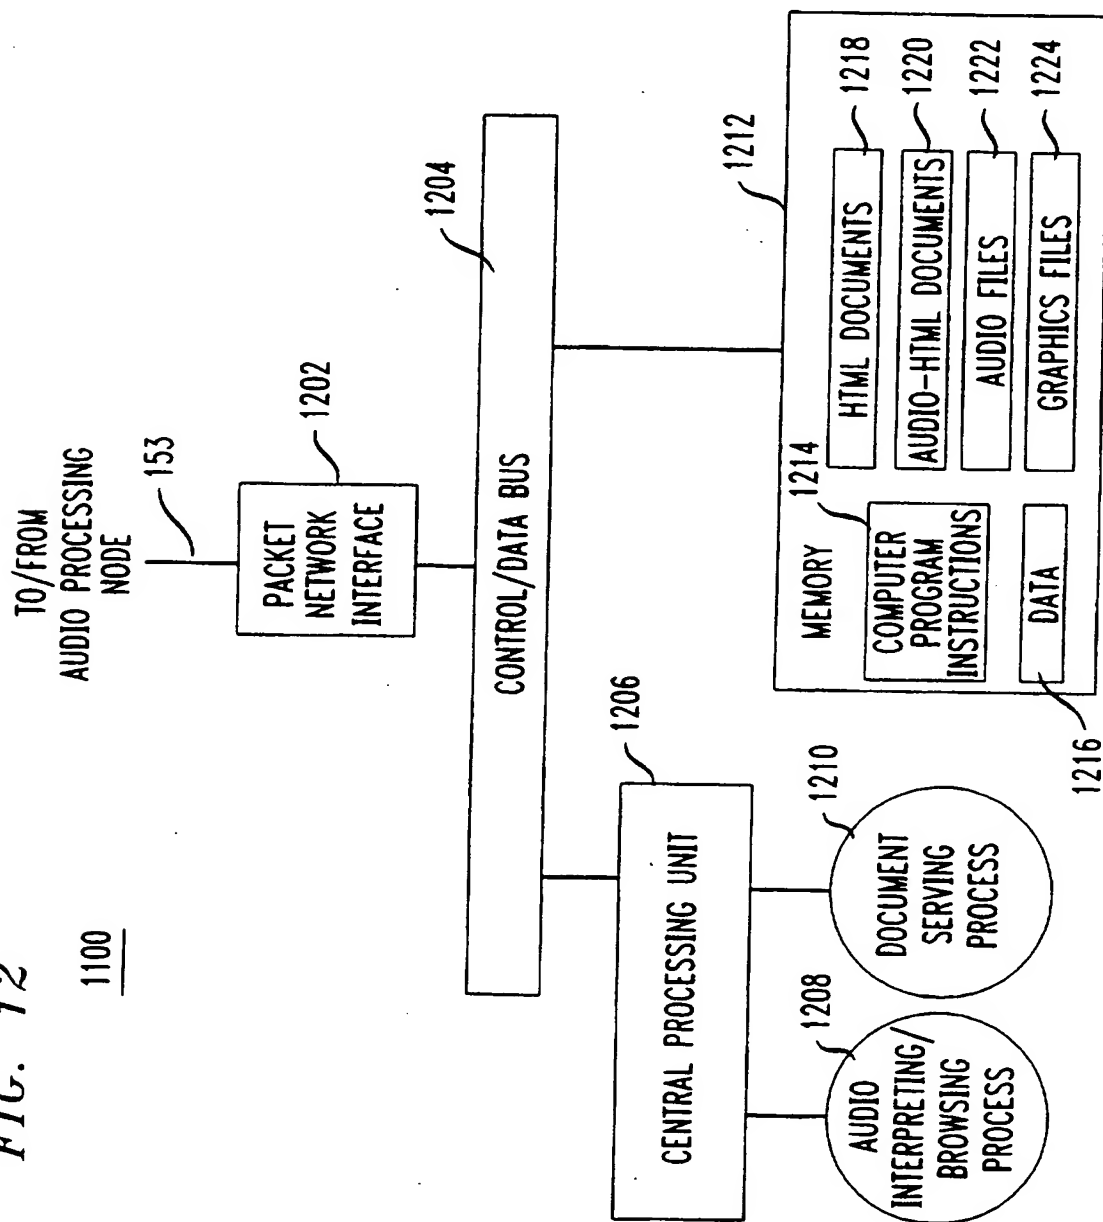 FIG. 12
1100
TO/FROM
AUDIO PROCESSING
NODE
153
PACKET
NETWORK
INTERFACE
1202
CONTROL/DATA BUS
1204
CENTRAL PROCESSING UNIT
1206
AUDIO
INTERPRETING/
BROWSING
PROCESS
1208
DOCUMENT
SERVING
PROCESS
1210
1212
MEMORY
1214
COMPUTER
PROGRAM
INSTRUCTIONS
DATA
1216
HTML DOCUMENTS
1218
AUDIO-HTML DOCUMENTS
1220
AUDIO FILES
1222
GRAPHICS FILES
1224